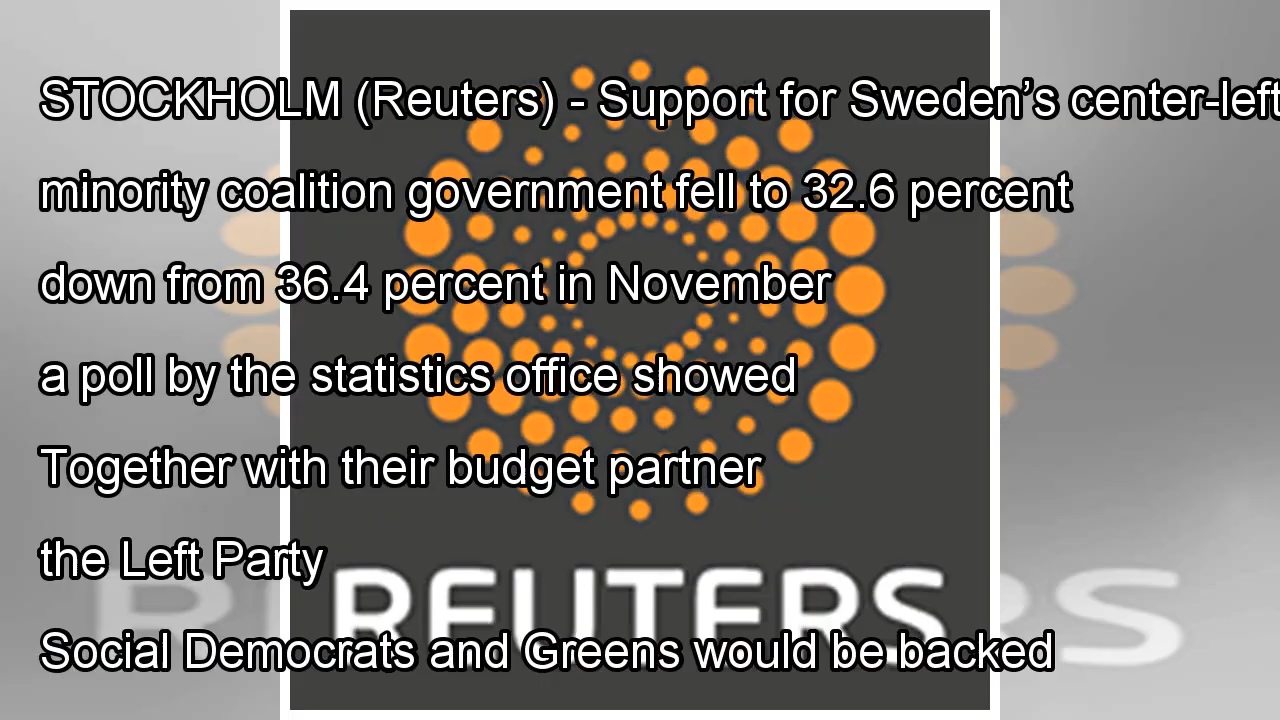 STOCKHOLM (Reuters) - Support for Sweden’s center-left
minority coalition government fell to 32.6 percent
down from 36.4 percent in November
a poll by the statistics office showed
Together with their budget partner
the Left Party
REUTERS
Social Democrats and Greens would be backed